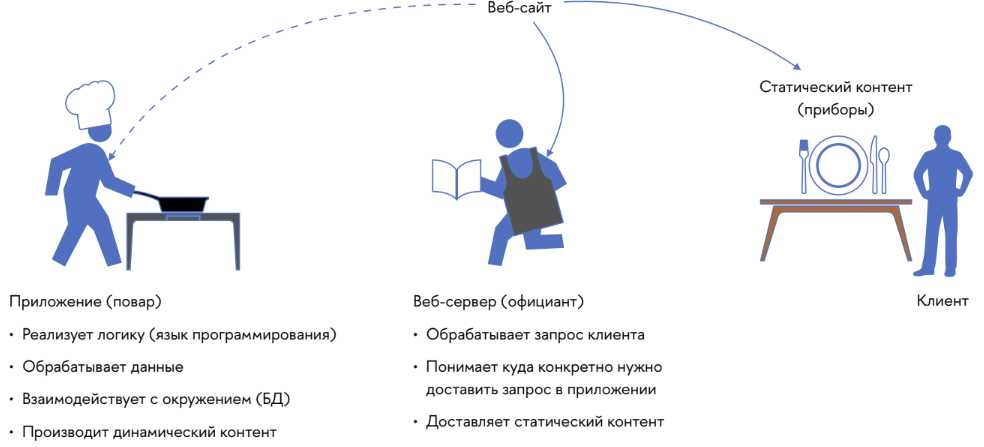 Веб-сайт
Статический контент
(приборы)
Приложение (повар)
• Реализует логику (язык программирования)
• Обрабатывает данные
• Взаимодействует с окружением (БД)
• Производит динамический контент
Веб-сервер (официант)
• Обрабатывает запрос клиента
• Понимает куда конкретно нужно
доставить запрос в приложении
• Доставляет статический контент
Клиент